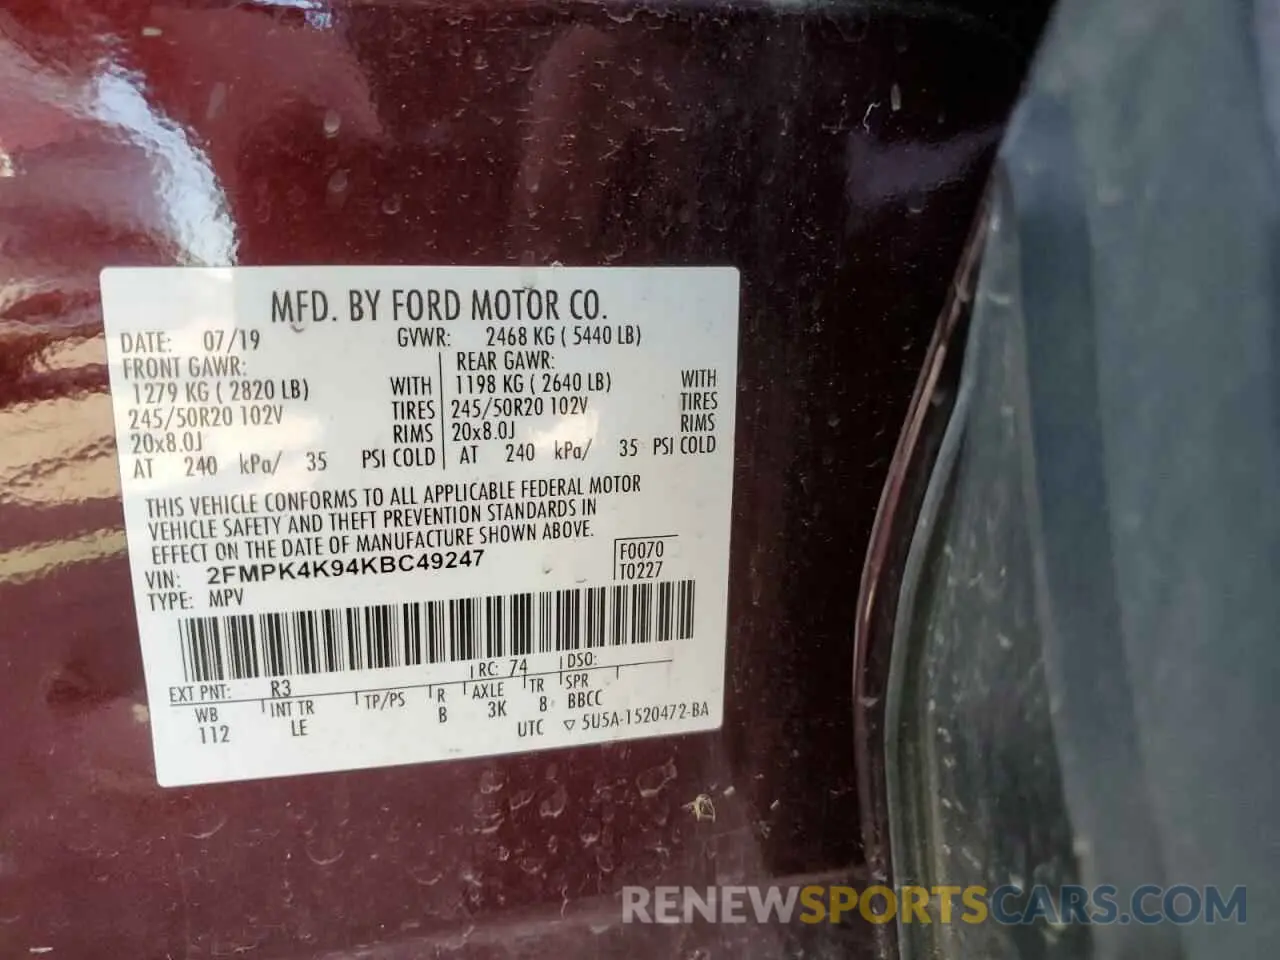 MFD. BY FORD MOTOR CO.
DATE: 07/19 GVWR: 2468 KG ( 5440 LB)
FRONT GAWR: REAR GAWR:
1279 KG ( 2820 LB) WITH 1198 KG ( 2640 LB) WITH
245/50R20 102V TIRES 245/50R20 102V TIRES
20x8.0J RIMS 20x8.0J RIMS
AT 240 kPa/ 35 PSI COLD AT 240 kPa/ 35 PSI COLD
THIS VEHICLE CONFORMS TO ALL APPLICABLE FEDERAL MOTOR
VEHICLE SAFETY AND THEFT PREVENTION STANDARDS IN
EFFECT ON THE DATE OF MANUFACTURE SHOWN ABOVE.
VIN: 2FMPK4K94KBC49247 F0070
TYPE: MPV T0227
EXT PNT: R3 RC: 74 DSO:
WB INT TR TP/PS R AXLE TR SPR
112 LE B 3K 8 BBCC
UTC ▽ 5U5A-1520472-BA
RENEWSPORTSCARS.COM